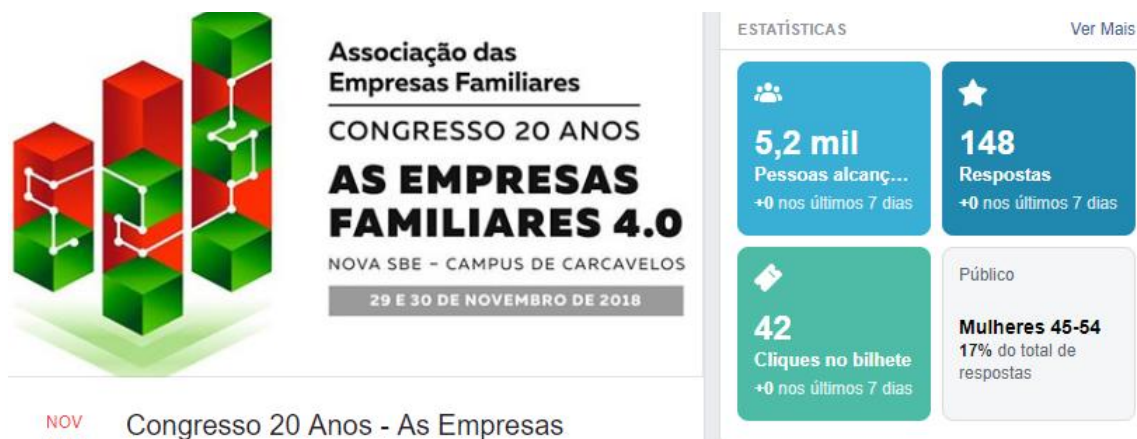 Associação das
Empresas Familiares
CONGRESSO 20 ANOS
AS EMPRESAS
FAMILIARES 4.0
NOVA SBE – CAMPUS DE CARCAVELOS
29 E 30 DE NOVEMBRO DE 2018
NOV
Congresso 20 Anos - As Empresas
ESTATÍSTICAS
Ver Mais
5,2 mil
Pessoas alcanç...
+0 nos últimos 7 dias
148
Respostas
+0 nos últimos 7 dias
42
Cliques no bilhete
+0 nos últimos 7 dias
Público
Mulheres 45-54
17% do total de
respostas